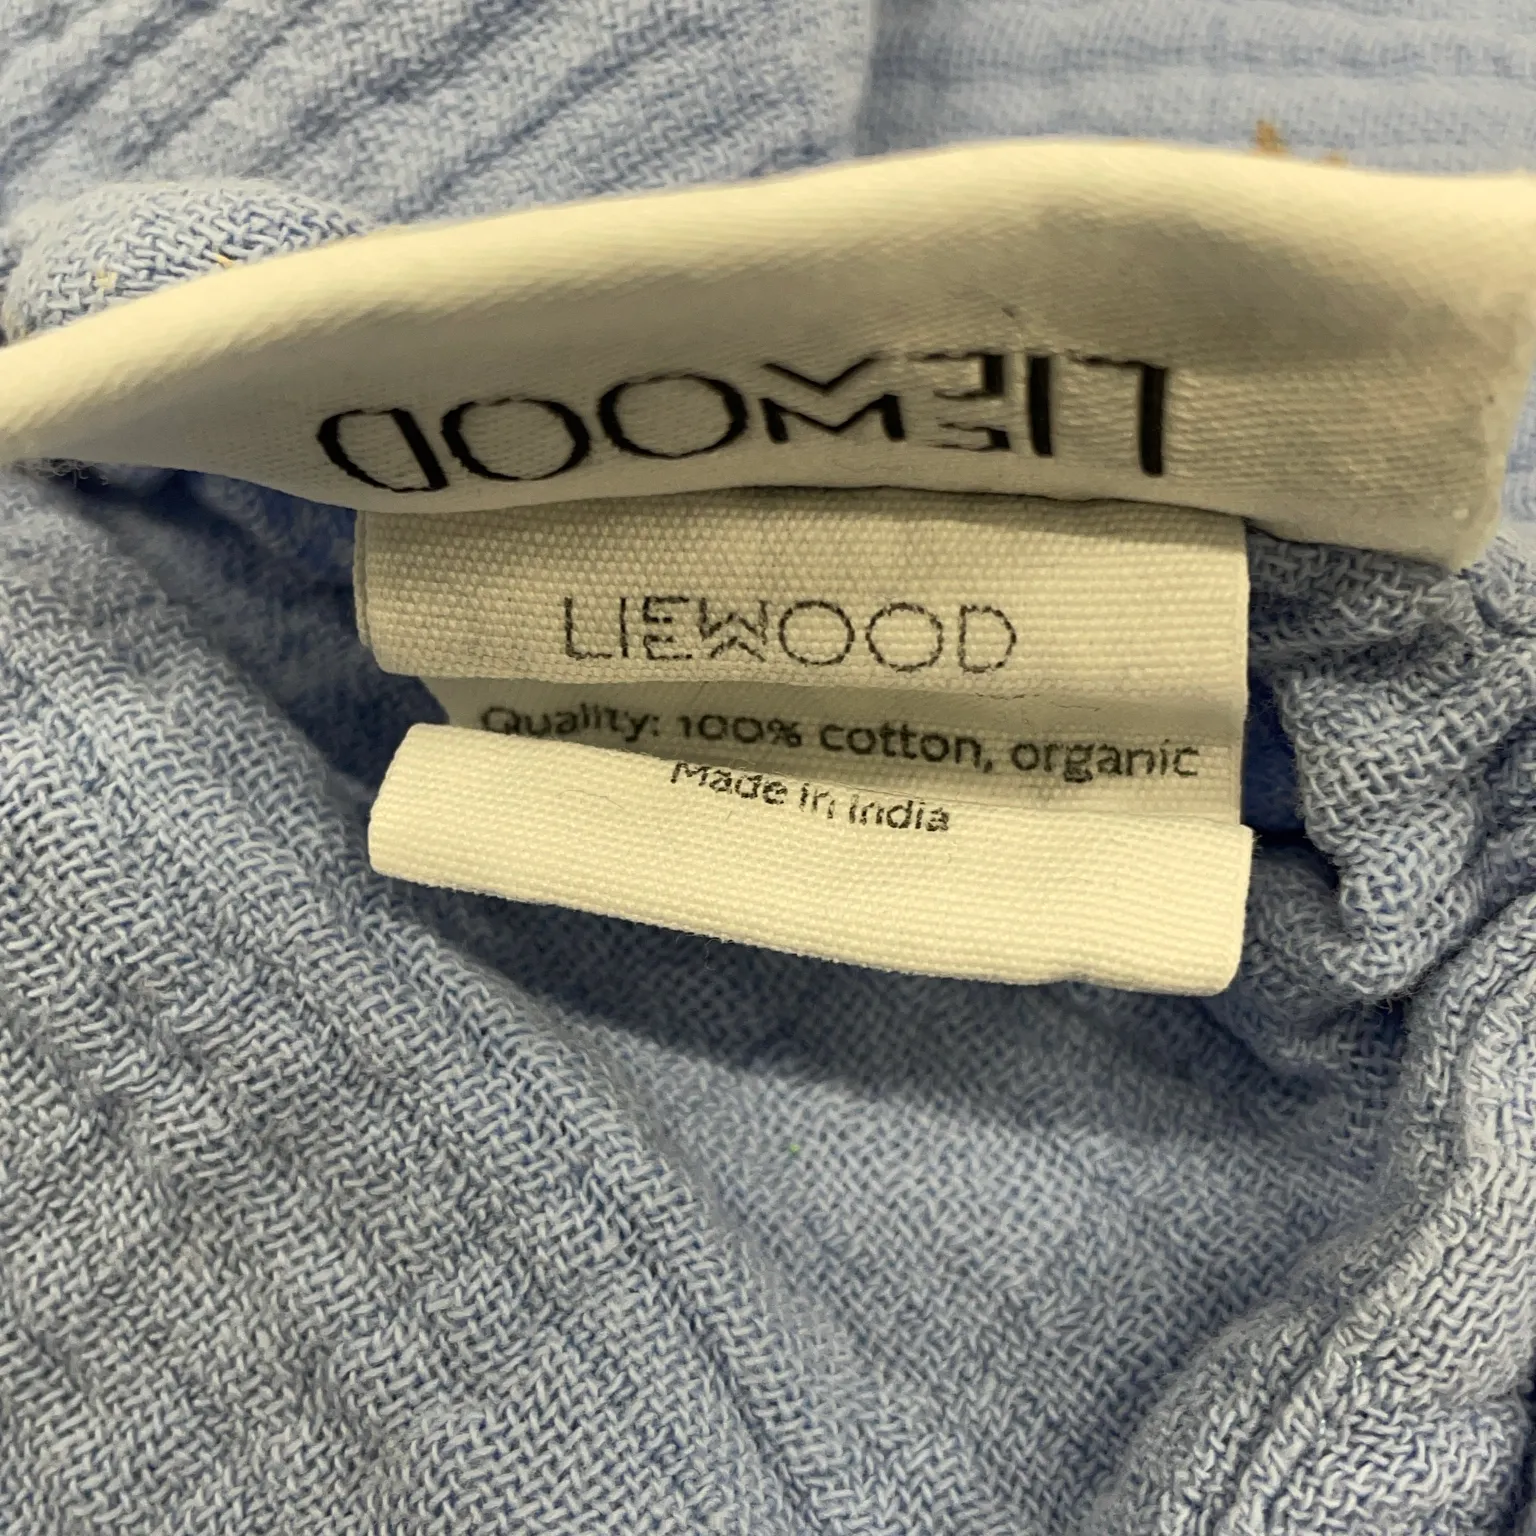 LIEWOOD
LIEWOOD
Quality: 100% cotton, organic
Made in India